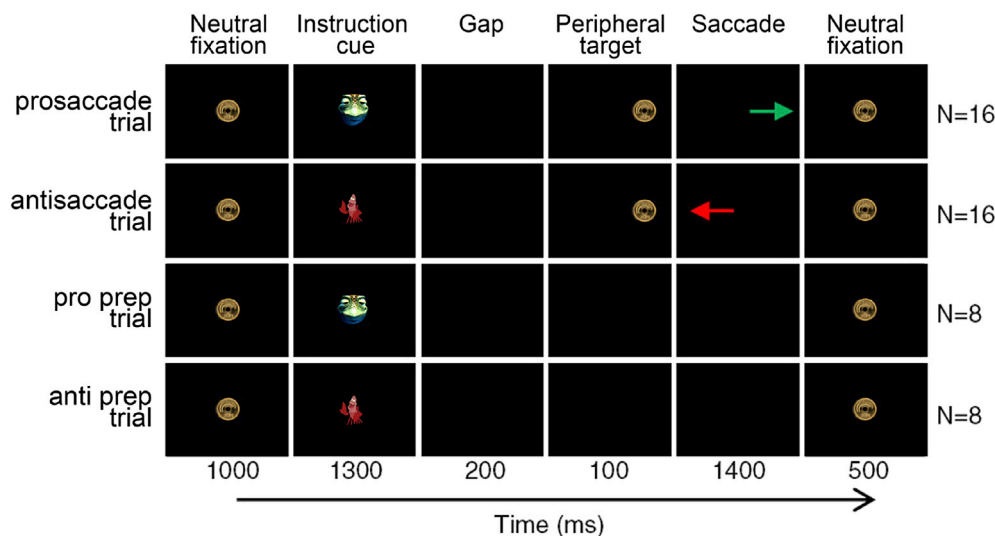 Neutral fixation
Instruction cue
Gap
Peripheral target
Saccade
Neutral fixation
prosaccade trial
N=16
antisaccade trial
N=16
pro prep trial
N=8
anti prep trial
N=8
1000
1300
200
100
1400
500
Time (ms)